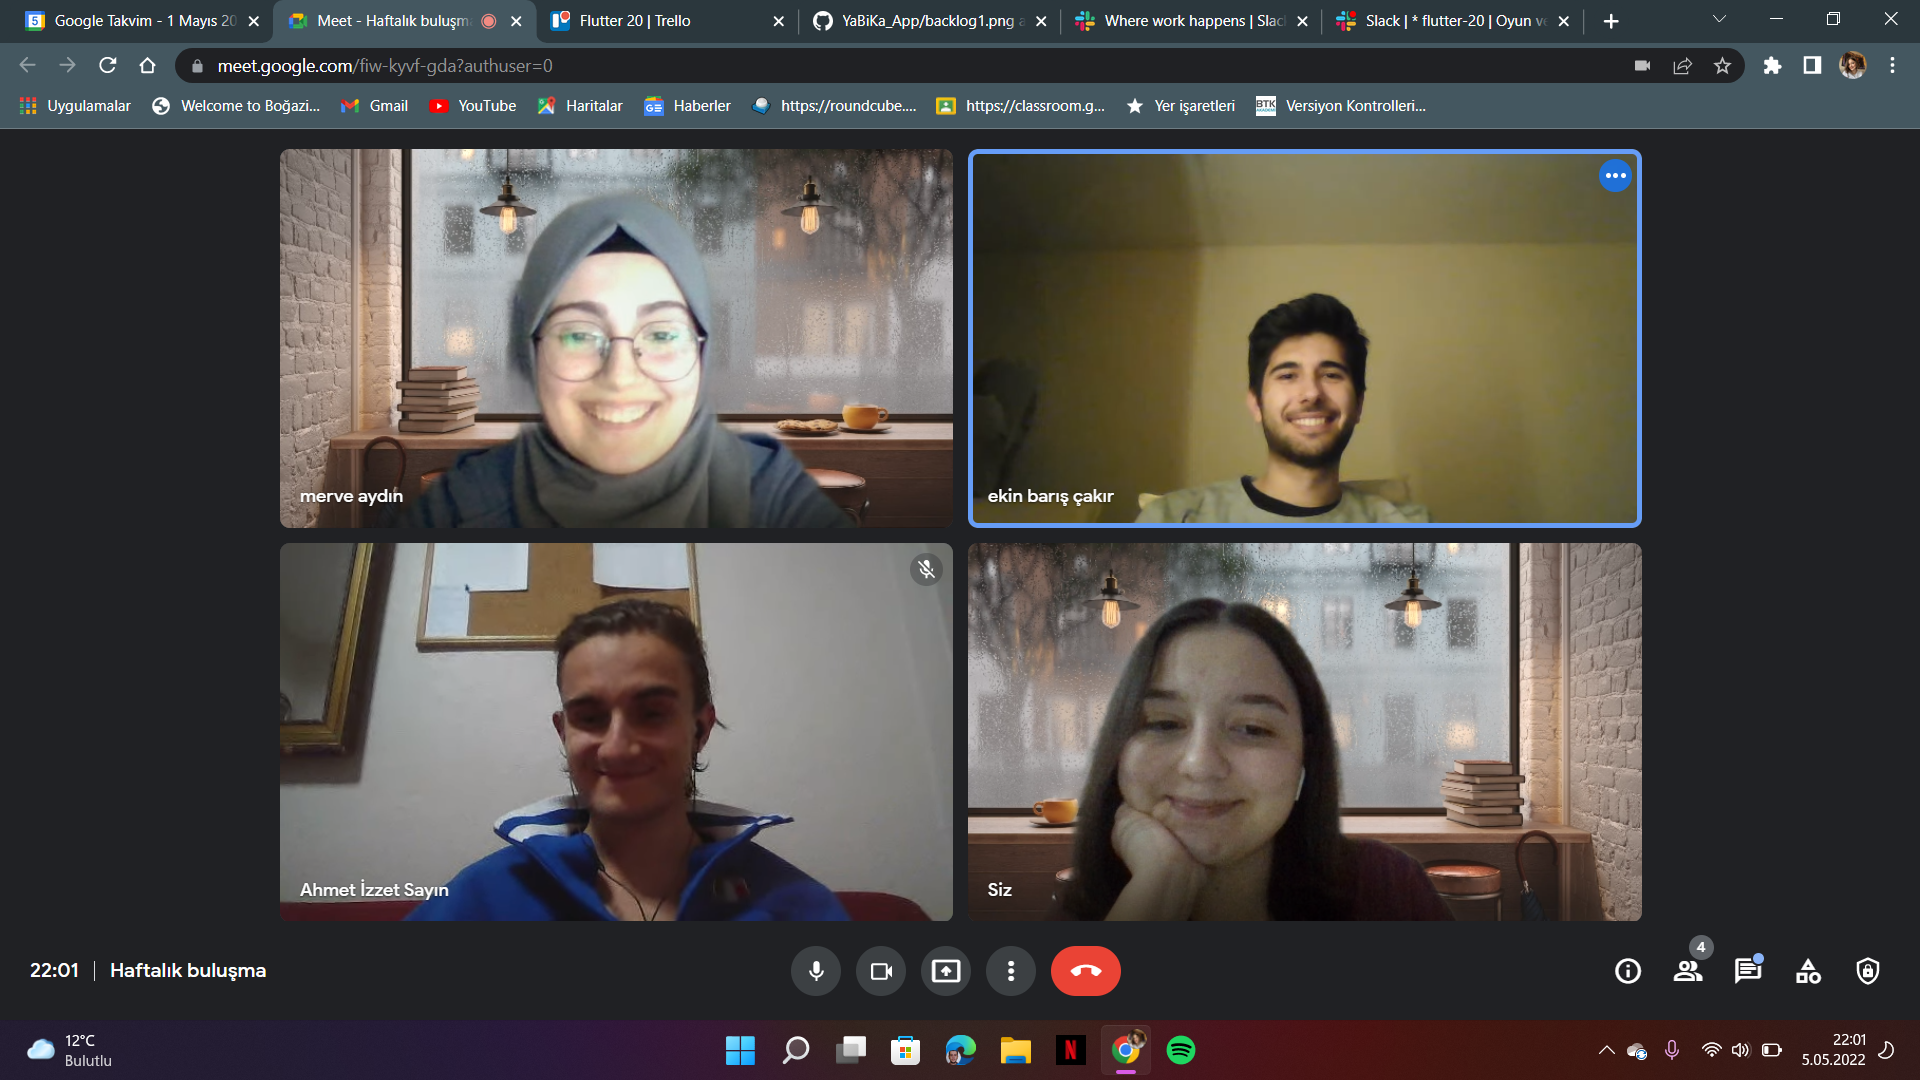 Google Takvim - 1 Mayıs 20
Meet - Haftalık buluşm
Flutter 20 | Trello
YaBiKa_App/backlog1.png a
Where work happens | Slac
Slack | * flutter-20 | Oyun ve
meet.google.com/fiw-kyvf-gda?authuser=0
Uygulamalar
Welcome to Boğazi...
Gmail
YouTube
Haritalar
Haberler
https://roundcube....
https://classroom.g...
Yer işaretleri
BTK
Versiyon Kontrolleri...
merve aydın
ekin barış çakır
Ahmet İzzet Sayın
Siz
22:01
Haftalık buluşma
4
12°C
Bulutlu
22:01
5.05.2022